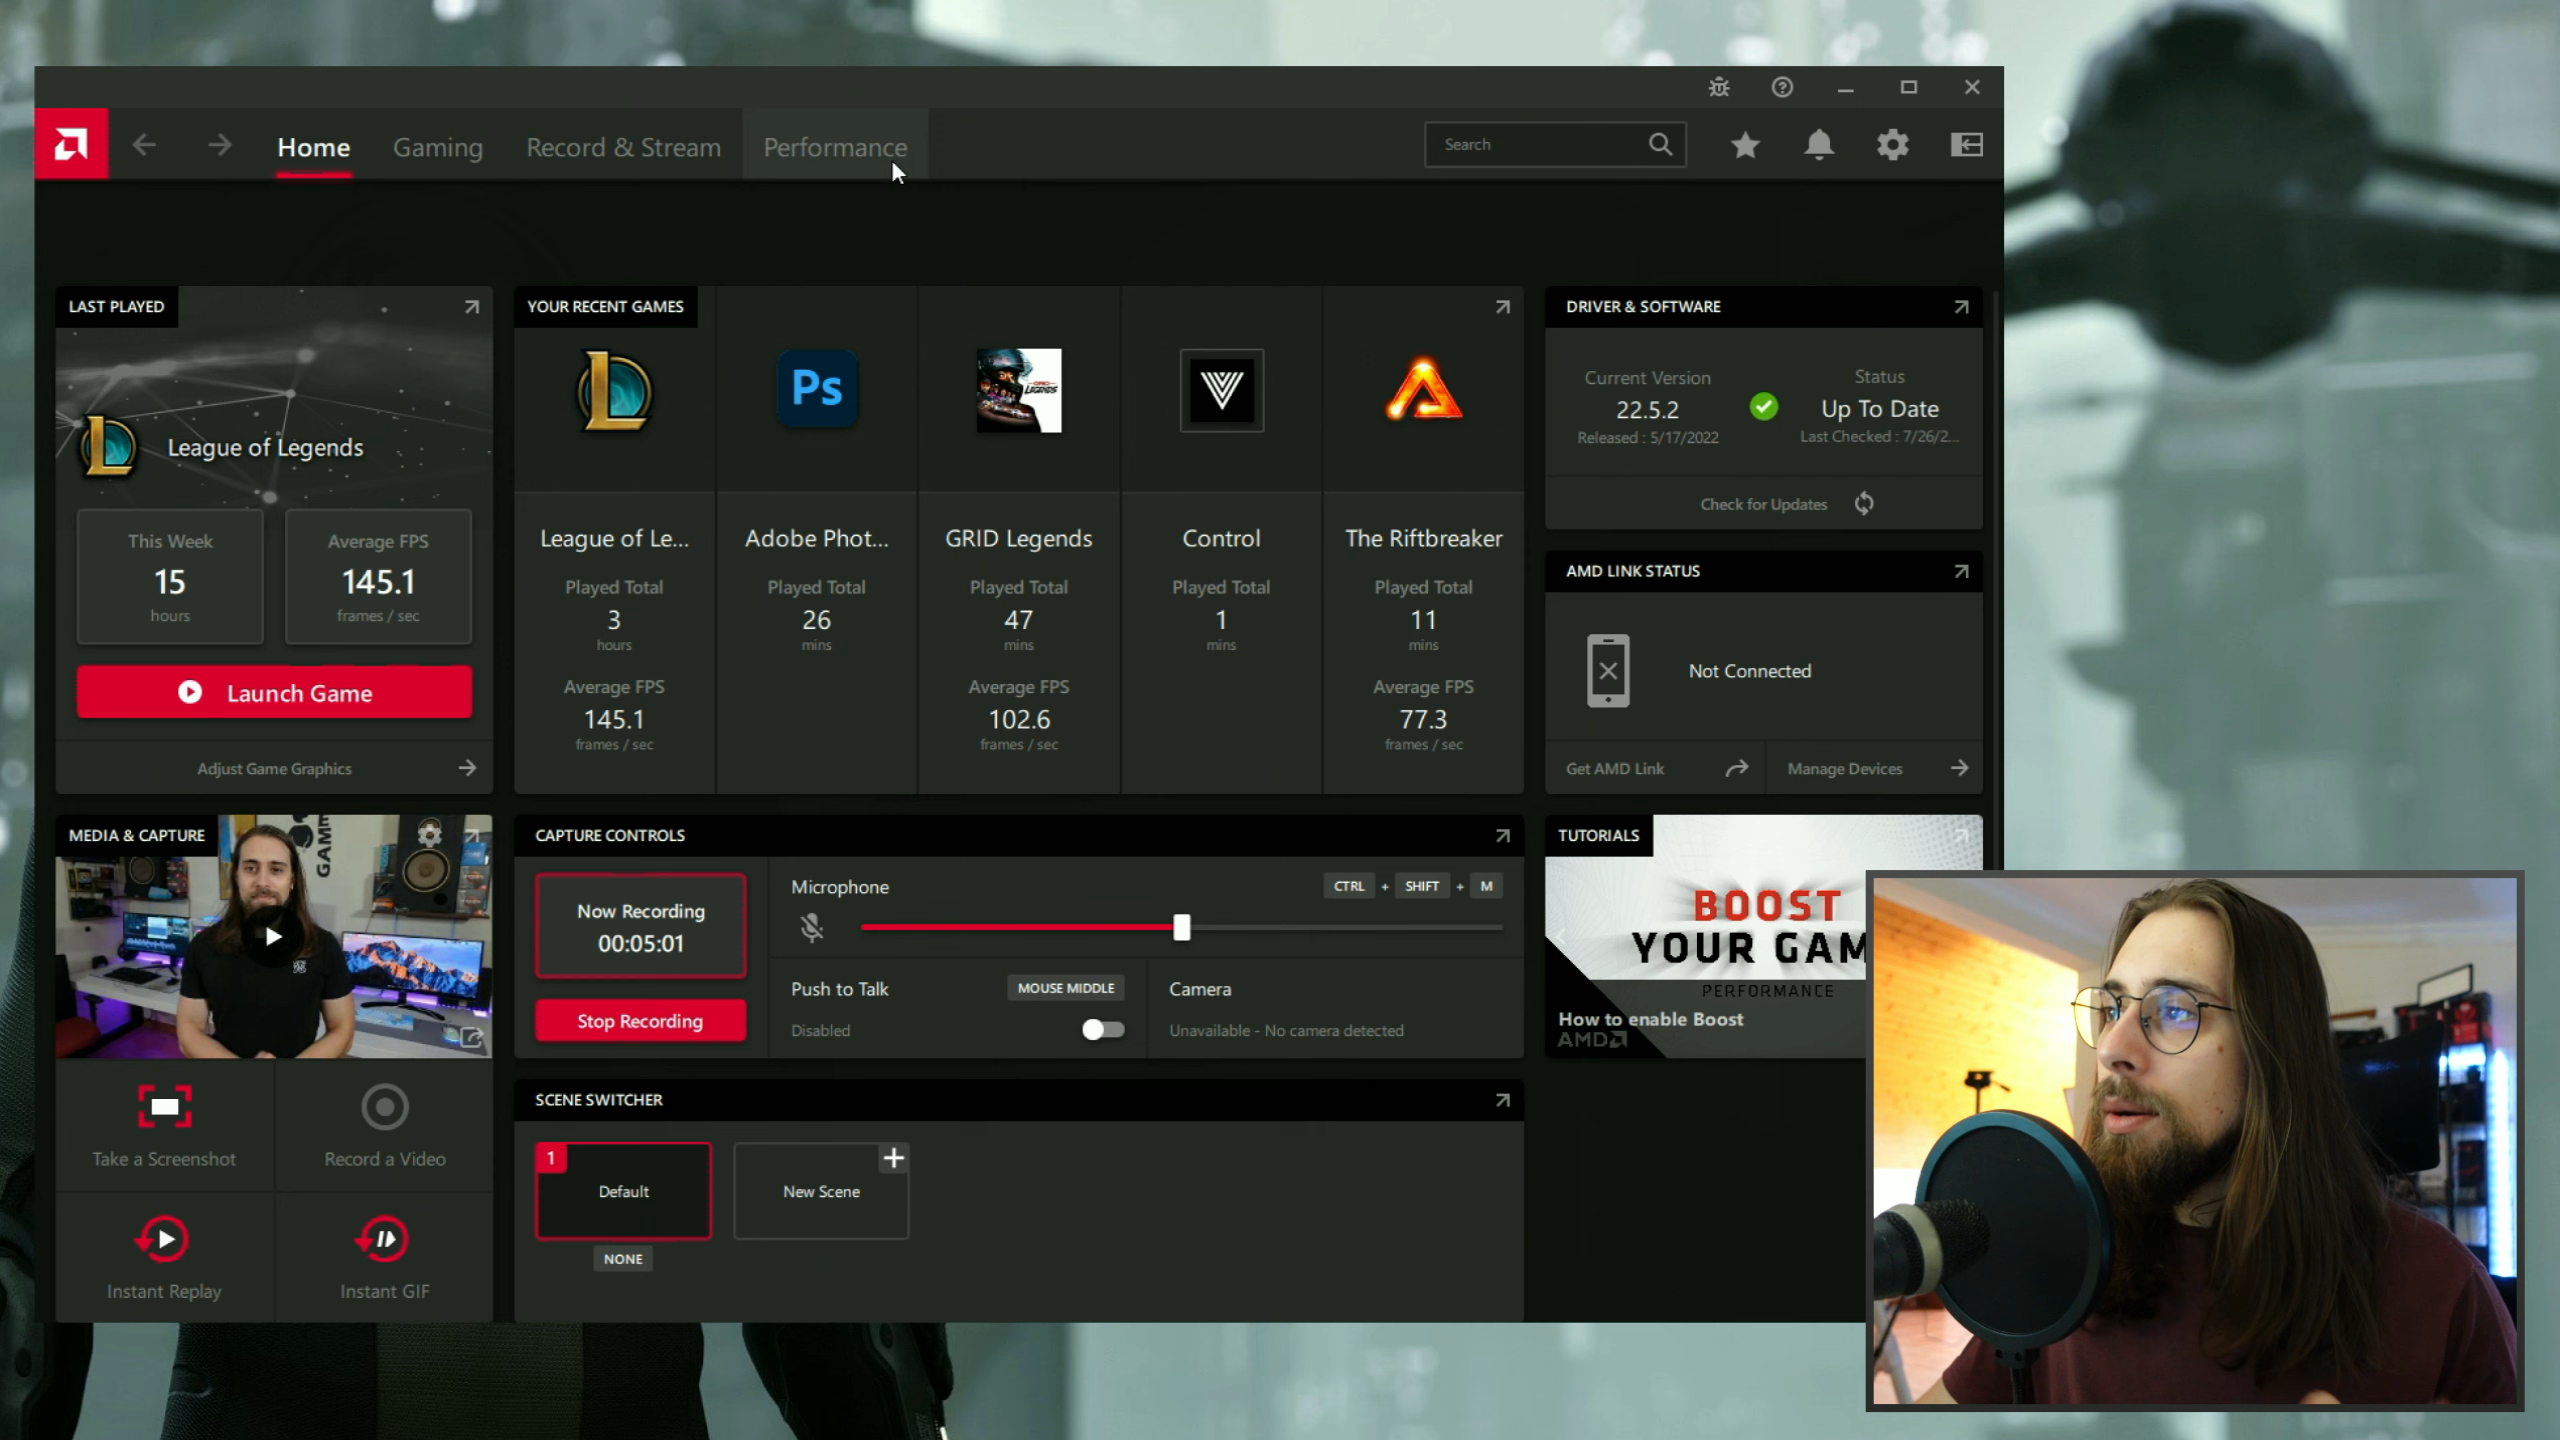 Home
Gaming
Record & Stream
Performance
Search
LAST PLAYED
League of Legends
This Week
15
hours
Average FPS
145.1
frames / sec
Launch Game
Adjust Game Graphics
YOUR RECENT GAMES
Ps
LEGENDS
League of Le...
Played Total
3
hours
Average FPS
145.1
frames / sec
Adobe Phot...
Played Total
26
mins
GRID Legends
Played Total
47
mins
Average FPS
102.6
frames / sec
Control
Played Total
1
mins
The Riftbreaker
Played Total
11
mins
Average FPS
77.3
frames / sec
DRIVER & SOFTWARE
Current Version
22.5.2
Released : 5/17/2022
Status
Up To Date
Last Checked : 7/26/2...
Check for Updates
AMD LINK STATUS
Not Connected
Get AMD Link
Manage Devices
MEDIA & CAPTURE
Take a Screenshot
Record a Video
Instant Replay
Instant GIF
CAPTURE CONTROLS
Now Recording
00:05:01
Stop Recording
Microphone
CTRL + SHIFT + M
Push to Talk
MOUSE MIDDLE
Disabled
Camera
Unavailable - No camera detected
SCENE SWITCHER
1
Default
NONE
New Scene
TUTORIALS
BOOST
YOUR GAM
PERFORMANCE
How to enable Boost
AMD